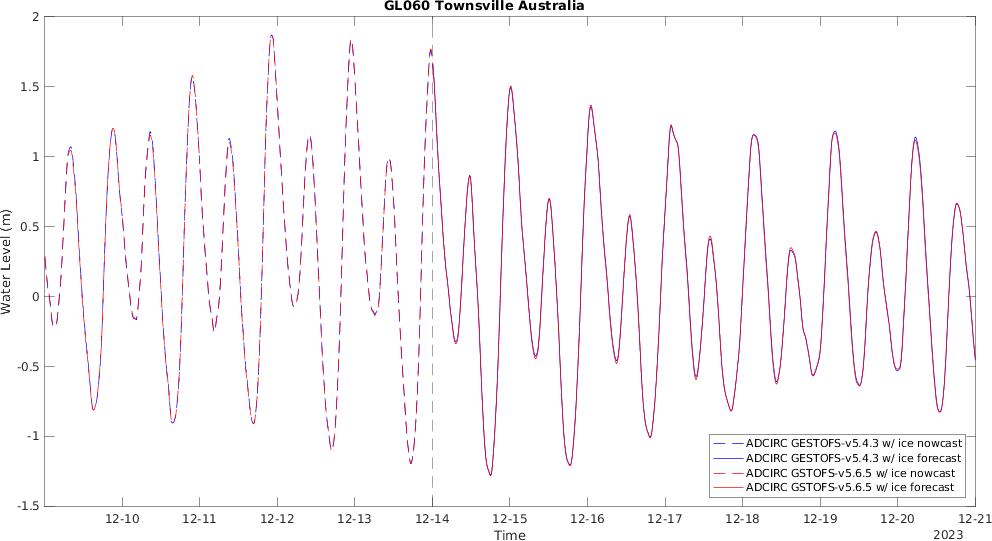 GL060 Townsville Australia
2
1.5
1
0.5
0
-0.5
-1
-1.5
Water Level (m)
ADCIRC GESTOFS-v5.4.3 w/ ice nowcast
ADCIRC GESTOFS-v5.4.3 w/ ice forecast
ADCIRC GSTOFS-v5.6.5 w/ ice nowcast
ADCIRC GSTOFS-v5.6.5 w/ ice forecast
12-10 12-11 12-12 12-13 12-14 12-15 12-16 12-17 12-18 12-19 12-20 12-21
Time
2023